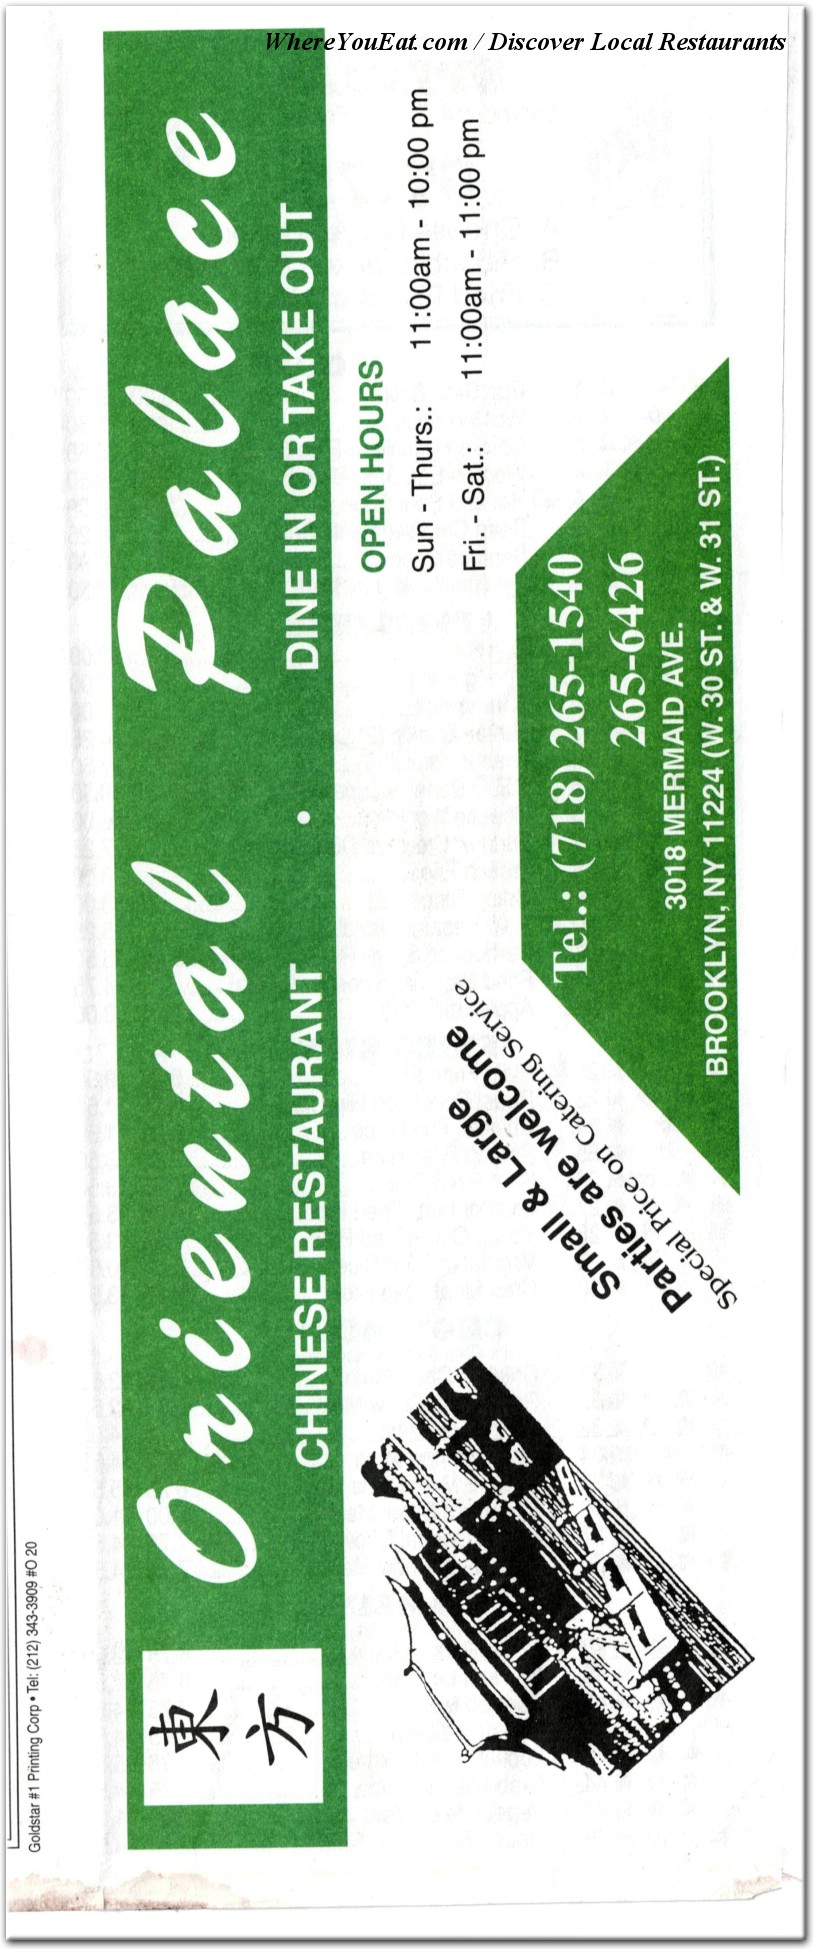 WhereYouEat.com / Discover Local Restaurants
東方
Oriental Palace
CHINESE RESTAURANT • DINE IN OR TAKE OUT
OPEN HOURS
Sun - Thurs.: 11:00am - 10:00 pm
Fri. - Sat.: 11:00am - 11:00 pm
Small & Large
Parties are welcome
Special Price on Catering Service
Tel.: (718) 265-1540
265-6426
3018 MERMAID AVE.
BROOKLYN, NY 11224 (W. 30 ST. & W. 31 ST.)
Goldstar #1 Printing Corp • Tel: (212) 343-3909 #O 20